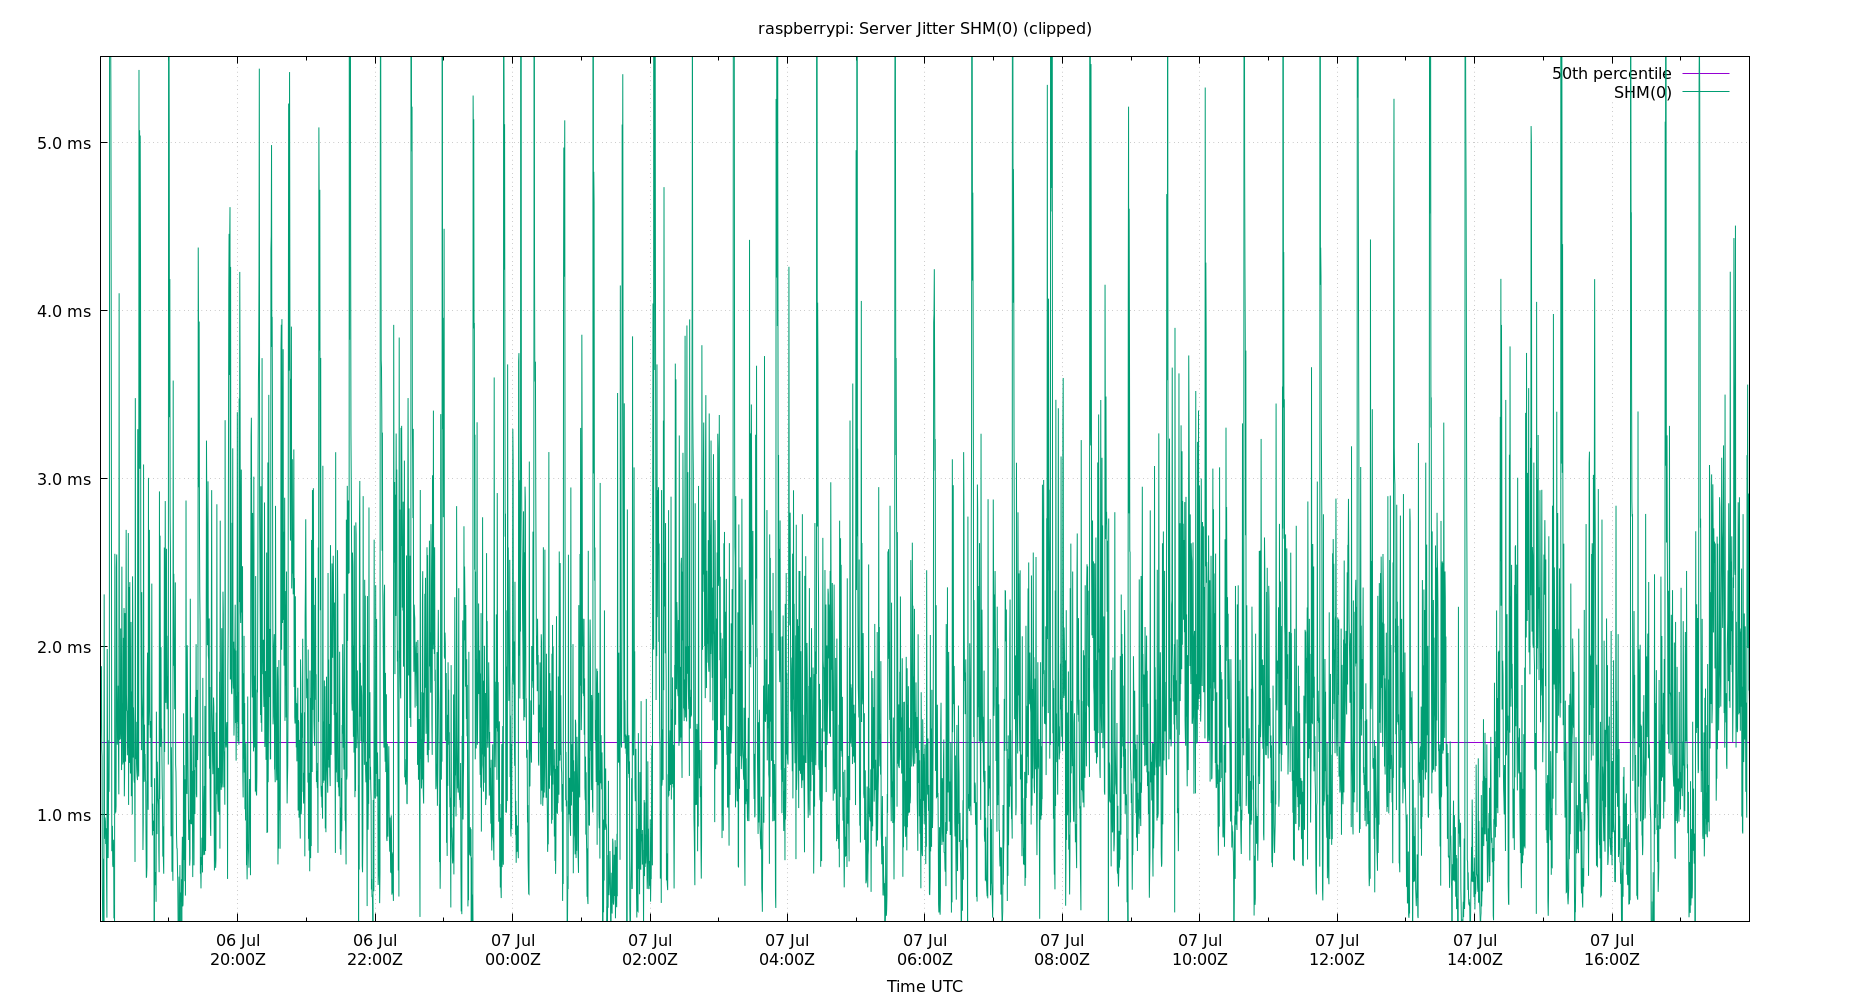 raspberrypi: Server Jitter SHM(0) (clipped)
50th percentile
SHM(0)
5.0 ms
4.0 ms
3.0 ms
2.0 ms
1.0 ms
06 Jul 06 Jul 07 Jul 07 Jul 07 Jul 07 Jul 07 Jul 07 Jul 07 Jul 07 Jul 07 Jul
20:00Z 22:00Z 00:00Z 02:00Z 04:00Z 06:00Z 08:00Z 10:00Z 12:00Z 14:00Z 16:00Z
Time UTC